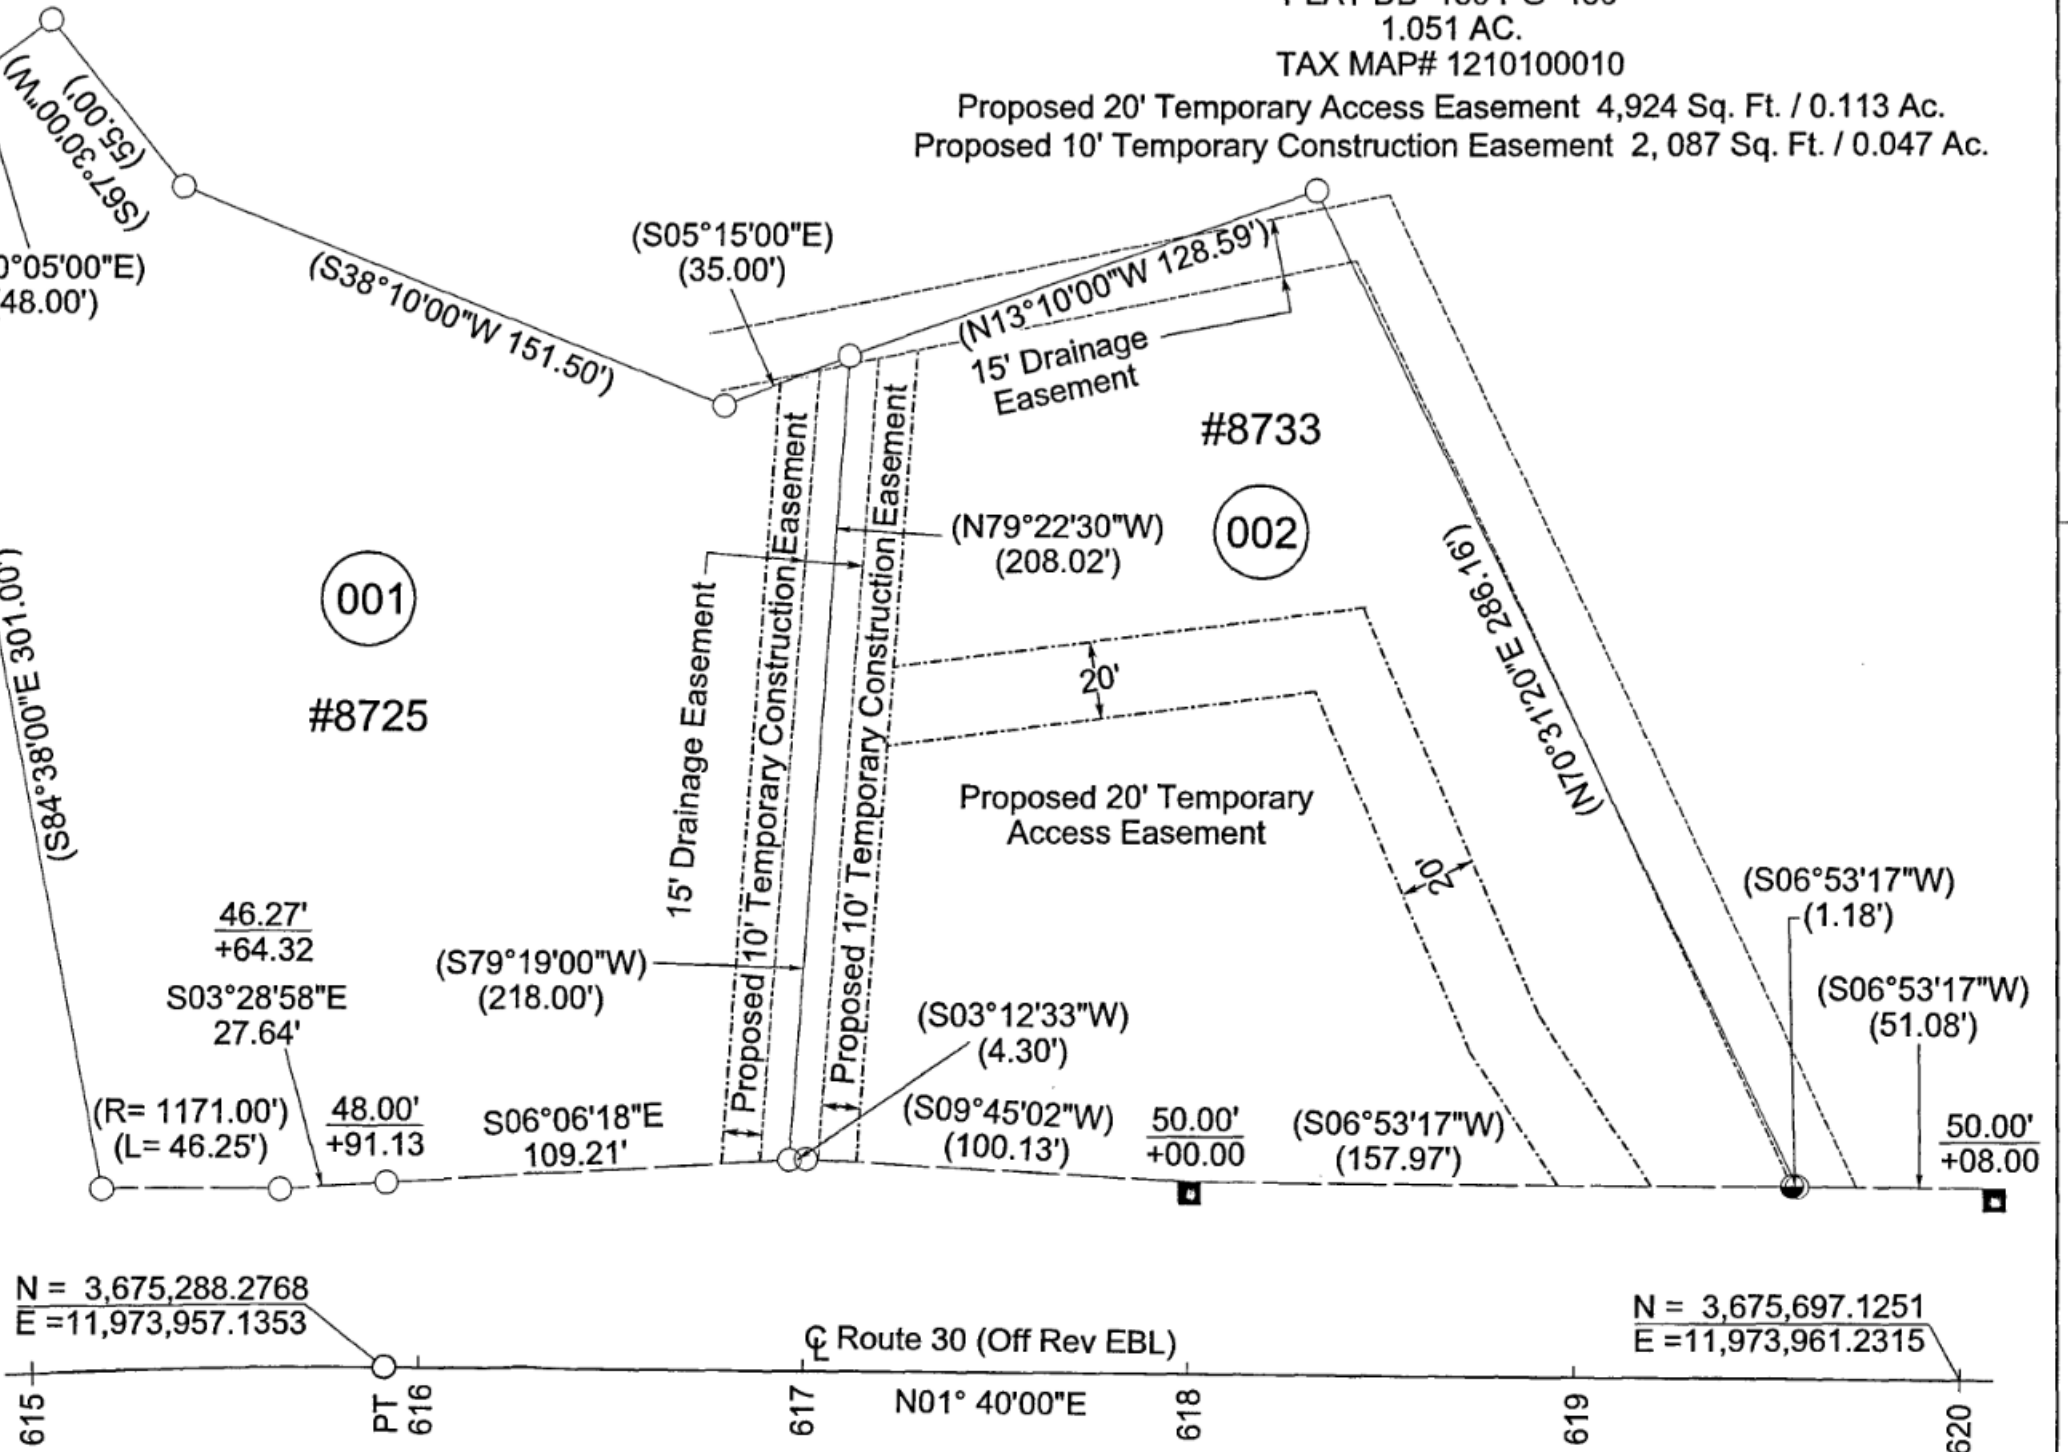 1.051 AC.
TAX MAP# 1210100010
Proposed 20' Temporary Access Easement 4,924 Sq. Ft. / 0.113 Ac.
Proposed 10' Temporary Construction Easement 2, 087 Sq. Ft. / 0.047 Ac.
(S67°30'00"W)
(55.00')
0°05'00"E)
48.00')
(S38°10'00"W 151.50')
(S05°15'00"E)
(35.00')
(N13°10'00"W 128.59')
15' Drainage
Easement
#8733
002
(N79°22'30"W)
(208.02')
001
#8725
(S84°38'00"E 301.00')
15' Drainage Easement
Proposed 10' Temporary Construction Easement
Proposed 10' Temporary Construction Easement
20'
Proposed 20' Temporary
Access Easement
20'
(N70°31'20"E 286.16')
(S06°53'17"W)
(1.18')
(S06°53'17"W)
(51.08')
46.27'
+64.32
S03°28'58"E
27.64'
(S79°19'00"W)
(218.00')
(S03°12'33"W)
(4.30')
(R= 1171.00')
(L= 46.25')
48.00'
+91.13
S06°06'18"E
109.21'
(S09°45'02"W)
(100.13')
50.00'
+00.00
(S06°53'17"W)
(157.97')
50.00'
+08.00
N = 3,675,288.2768
E =11,973,957.1353
℄ Route 30 (Off Rev EBL)
N = 3,675,697.1251
E =11,973,961.2315
615
PT
616
617
N01° 40'00"E
618
619
620